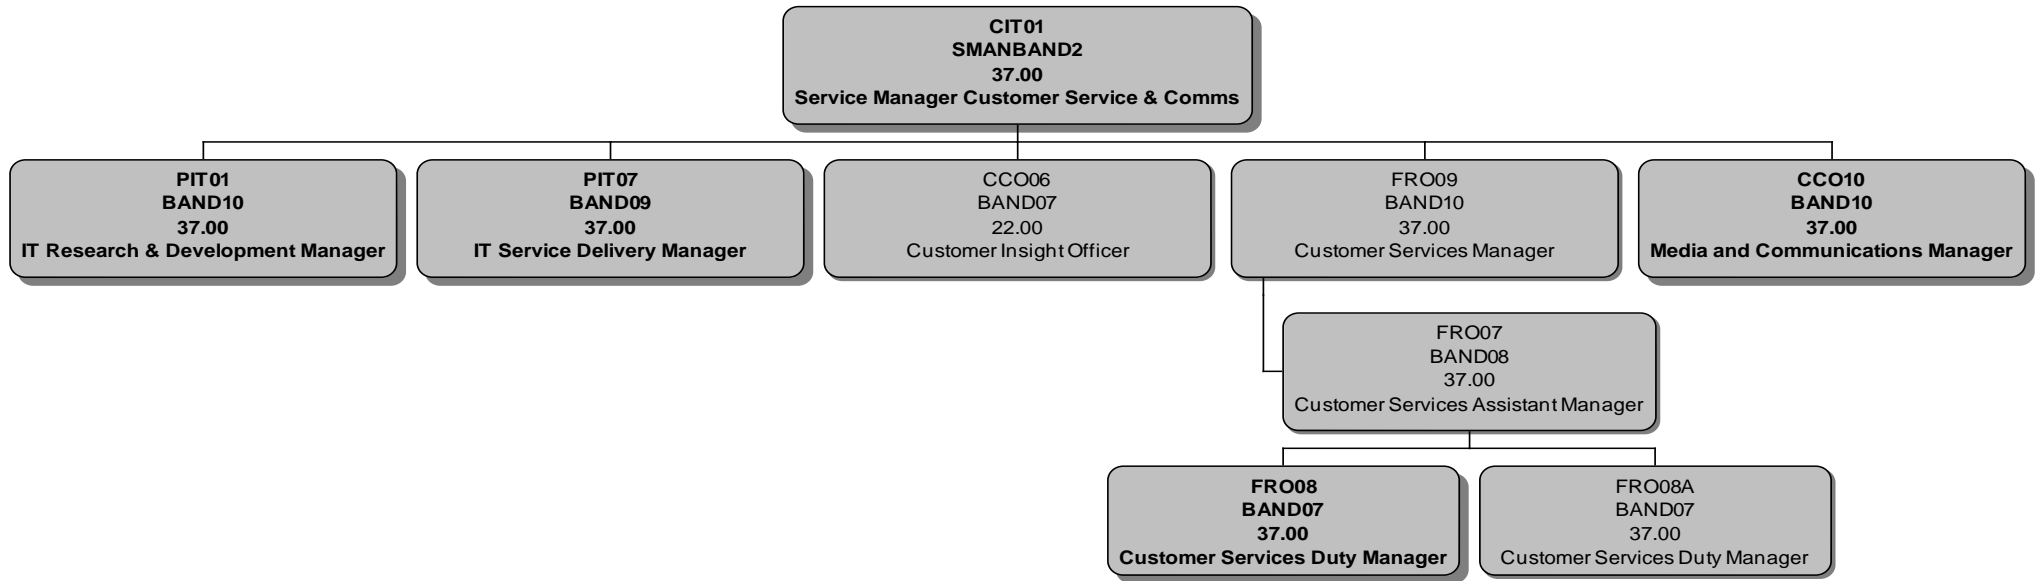 CIT01
SMANBAND2
37.00
Service Manager Customer Service & Comms
PIT01
BAND10
37.00
IT Research & Development Manager
PIT07
BAND09
37.00
IT Service Delivery Manager
CCO06
BAND07
22.00
Customer Insight Officer
FRO09
BAND10
37.00
Customer Services Manager
CCO10
BAND10
37.00
Media and Communications Manager
FRO07
BAND08
37.00
Customer Services Assistant Manager
FRO08
BAND07
37.00
Customer Services Duty Manager
FRO08A
BAND07
37.00
Customer Services Duty Manager